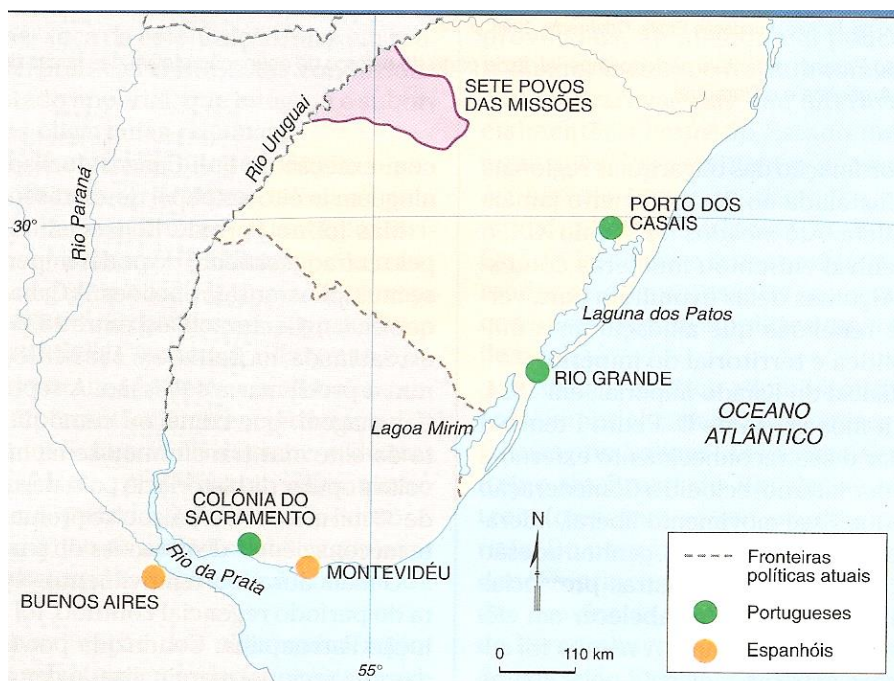 SETE POVOS
DAS MISSÕES
Rio Uruguai
Rio Paraná
30°
PORTO DOS
CASAIS
Laguna dos Patos
RIO GRANDE
Lagoa Mirim
OCEANO
ATLÂNTICO
COLÔNIA DO
SACRAMENTO
N
Rio da Prata
MONTEVIDÉU
BUENOS AIRES
Fronteiras
políticas atuais
Portugueses
Espanhóis
0 110 km
55°